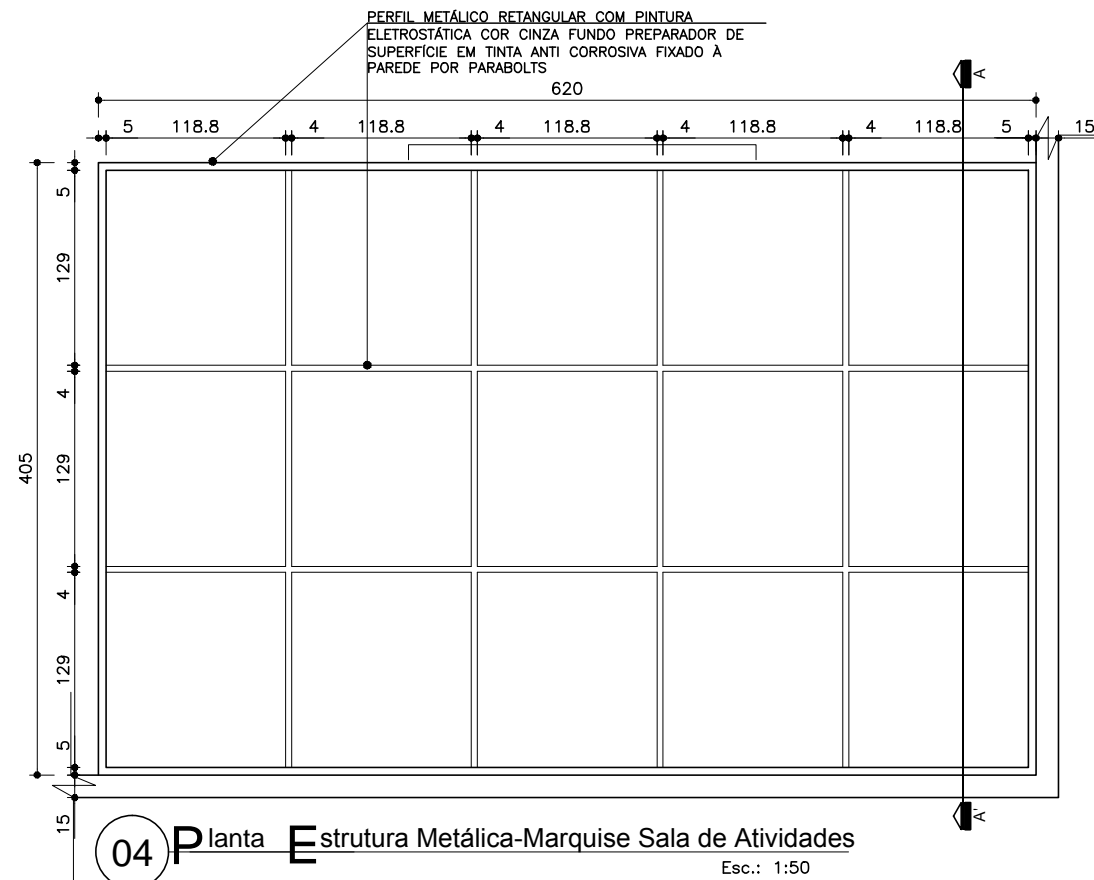 PERFIL METÁLICO RETANGULAR COM PINTURA
ELETROSTÁTICA COR CINZA FUNDO PREPARADOR DE
SUPERFÍCIE EM TINTA ANTI CORROSIVA FIXADO À
PAREDE POR PARABOLTS
A
620
5 118.8 4 118.8 4 118.8 4 118.8 4 118.8 5 15
5
129
4
129
405
4
129
5
15
A'
04 Planta Estrutura Metálica-Marquise Sala de Atividades
Esc.: 1:50